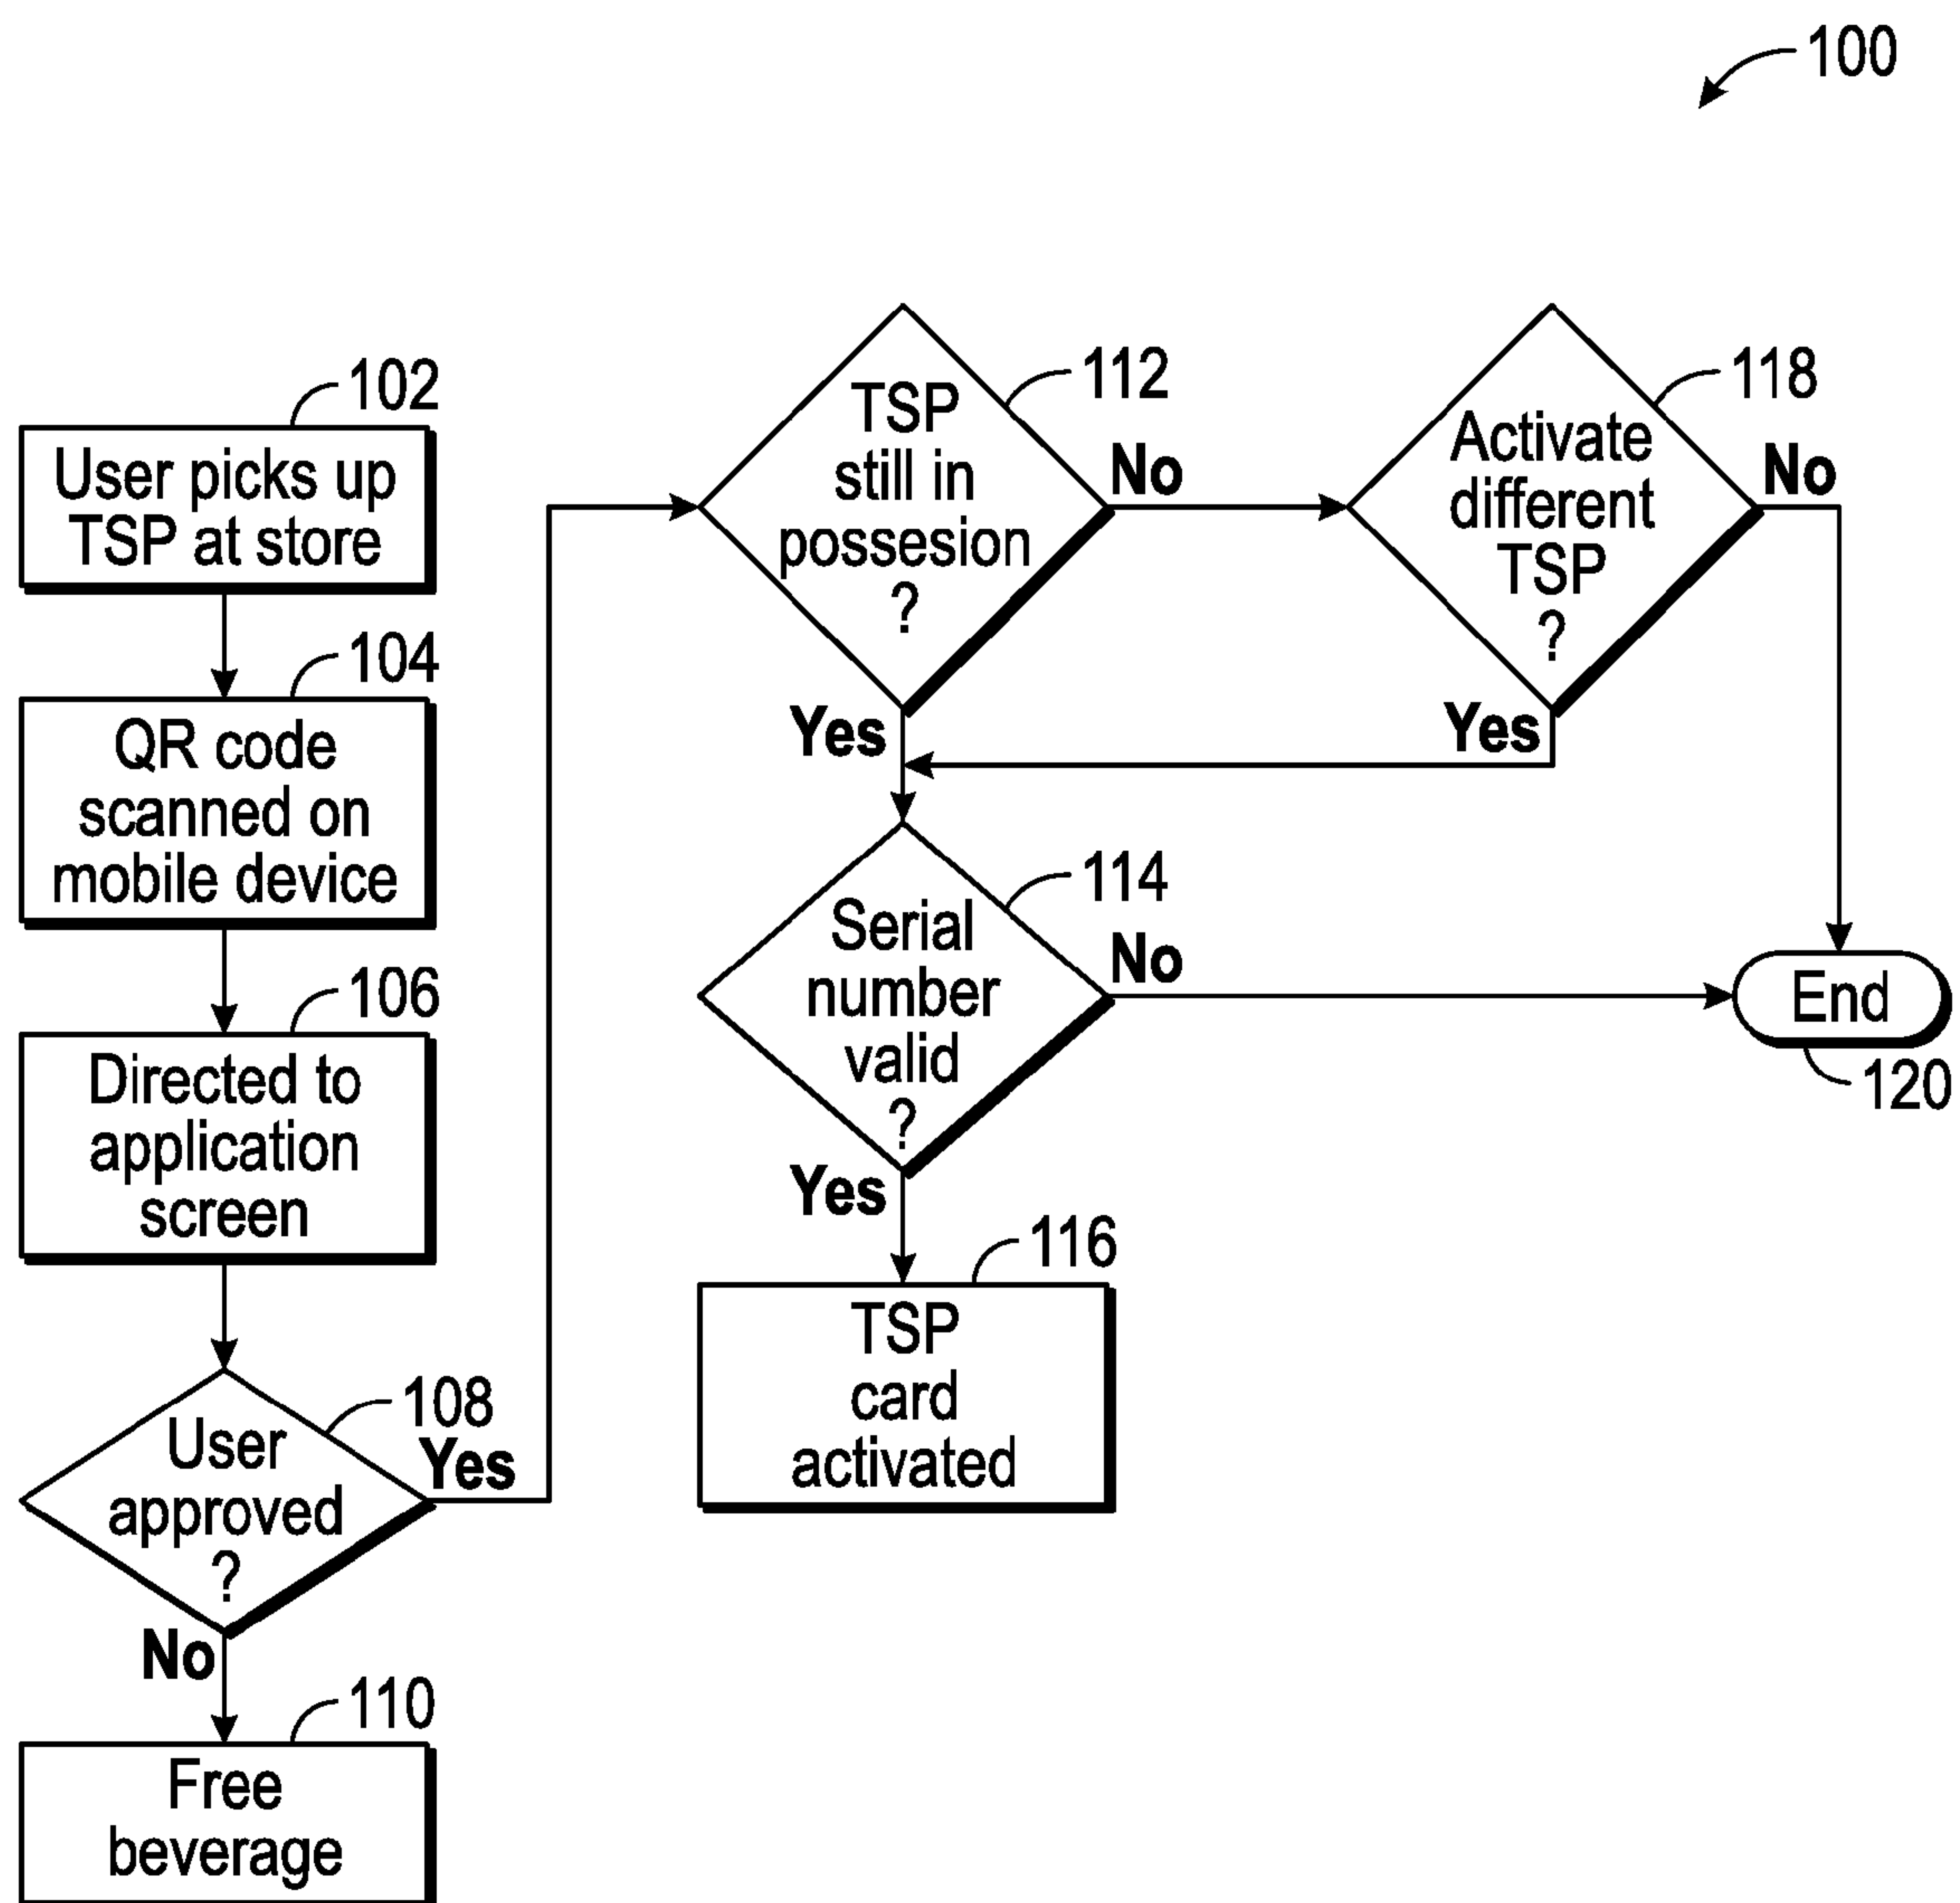 100
102
User picks up
TSP at store
104
QR code
scanned on
mobile device
106
Directed to
application
screen
108
User
approved
?
Yes
No
110
Free
beverage
112
TSP
still in
possesion
?
No
Yes
118
Activate
different
TSP
?
No
Yes
114
Serial
number
valid
?
No
Yes
116
TSP
card
activated
End
120